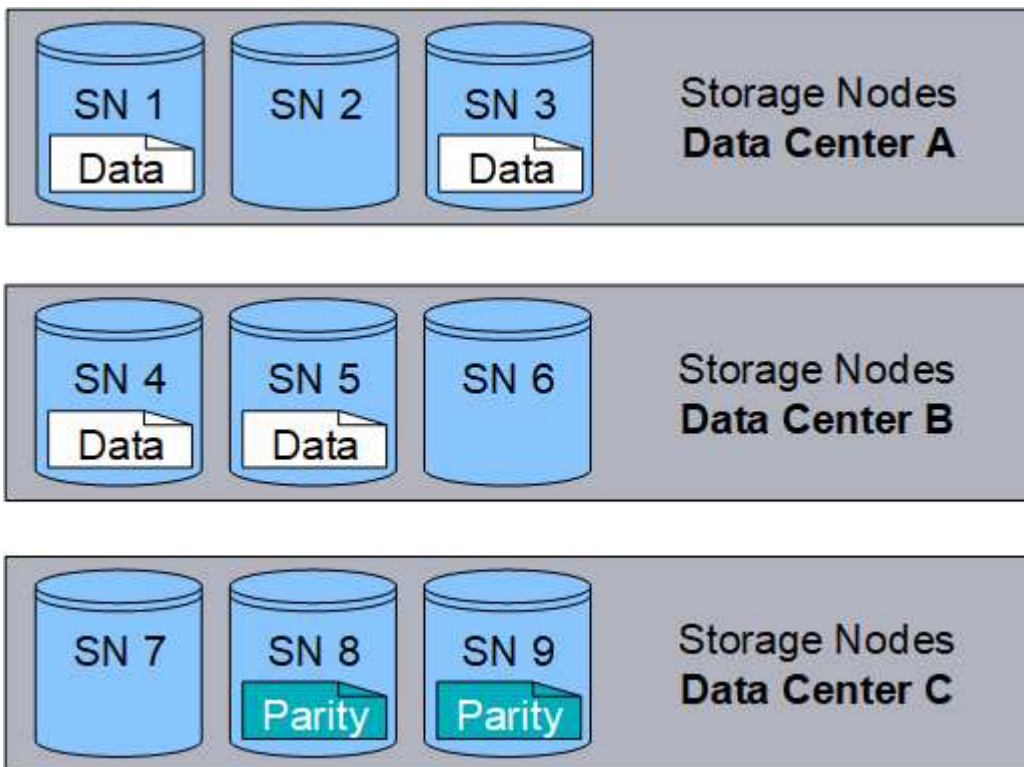 SN 1 SN 2 SN 3
Data Data
Storage Nodes
Data Center A
SN 4 SN 5 SN 6
Data Data
Storage Nodes
Data Center B
SN 7 SN 8 SN 9
Parity Parity
Storage Nodes
Data Center C